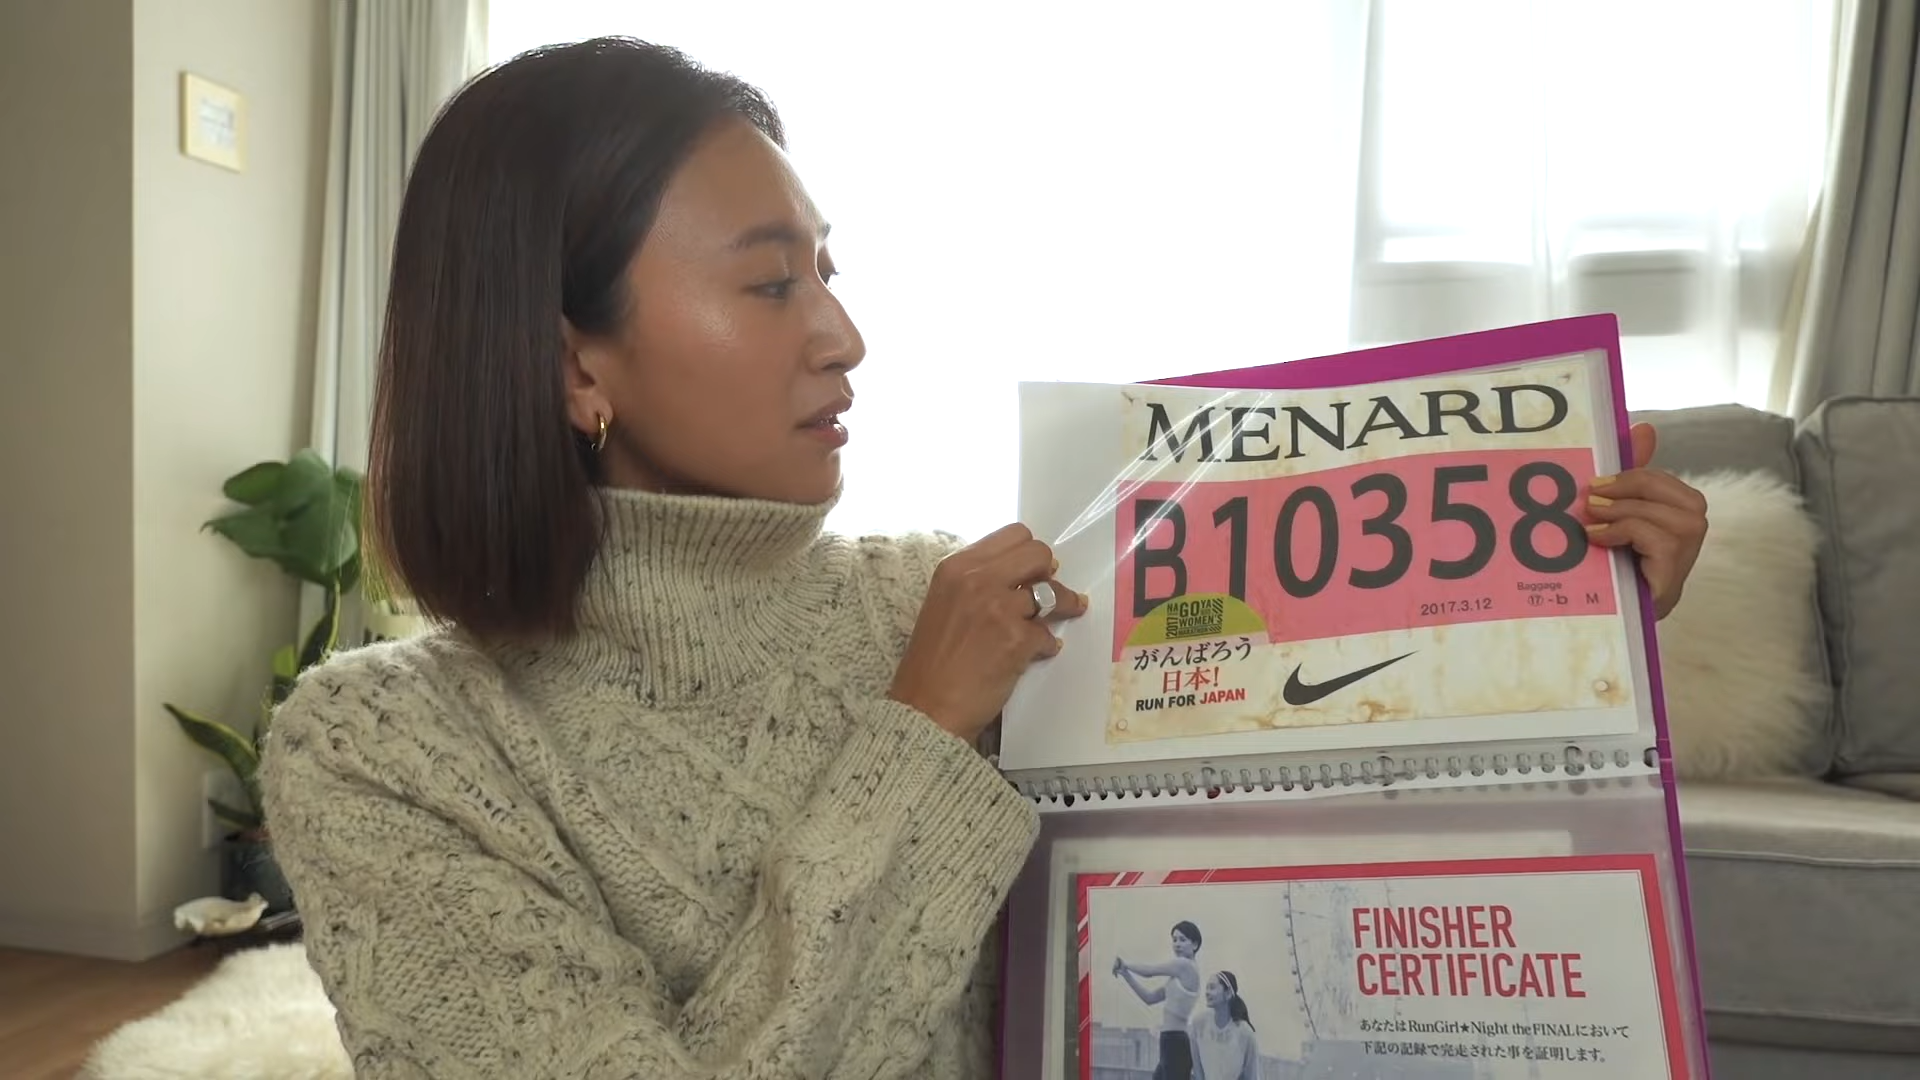 MENARD
B10358
Baggage
⑰-b M
2017.3.12
NAGOYA
2017 WOMEN'S
MARATHON
がんばろう
日本!
RUN FOR JAPAN
FINISHER
CERTIFICATE
あなたはRunGirl★Night the FINALにおいて
下記の記録で完走された事を証明します。